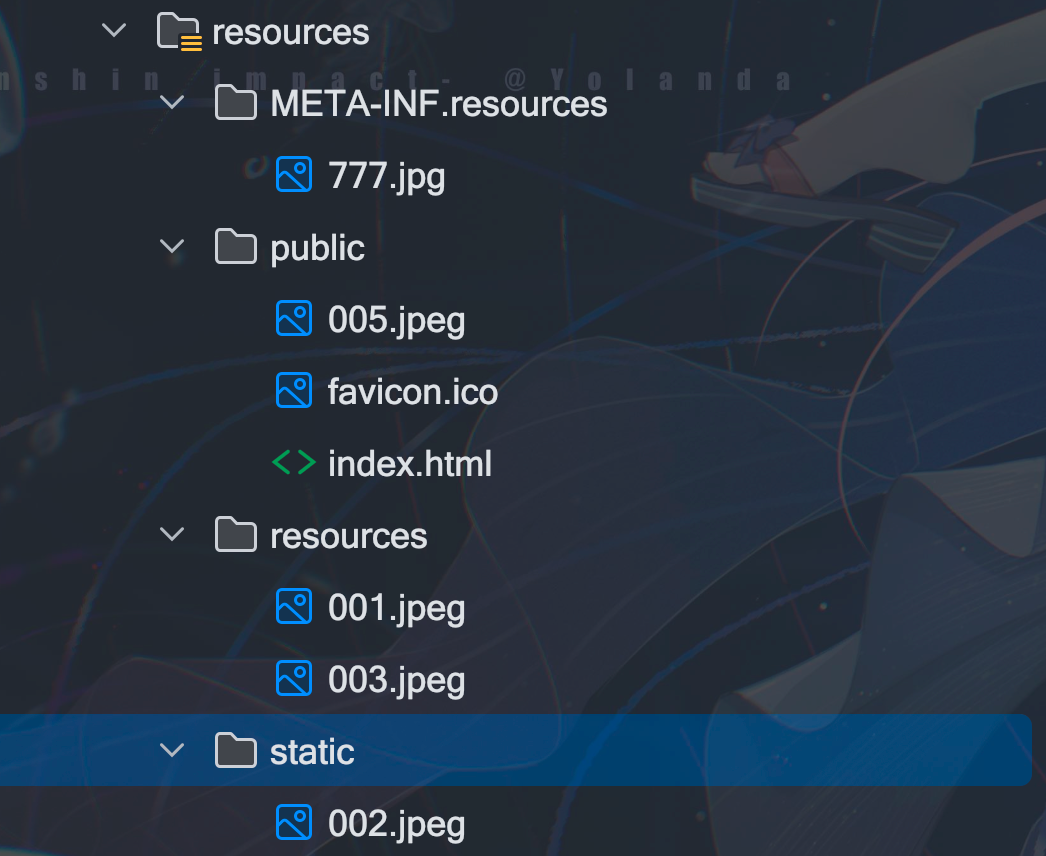 resources
nshin impact- @Yolanda
META-INF.resources
777.jpg
public
005.jpeg
favicon.ico
index.html
resources
001.jpeg
003.jpeg
static
002.jpeg